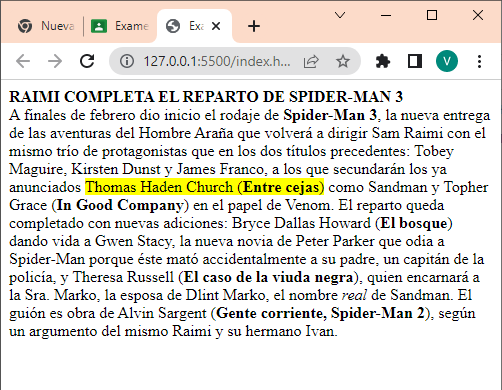 Nueva
Exame
Exa
127.0.0.1:5500/index.h...
V
RAIMI COMPLETA EL REPARTO DE SPIDER-MAN 3
A finales de febrero dio inicio el rodaje de Spider-Man 3, la nueva entrega
de las aventuras del Hombre Araña que volverá a dirigir Sam Raimi con el
mismo trío de protagonistas que en los dos títulos precedentes: Tobey
Maguire, Kirsten Dunst y James Franco, a los que secundarán los ya
anunciados Thomas Haden Church (Entre cejas) como Sandman y Topher
Grace (In Good Company) en el papel de Venom. El reparto queda
completado con nuevas adiciones: Bryce Dallas Howard (El bosque)
dando vida a Gwen Stacy, la nueva novia de Peter Parker que odia a
Spider-Man porque éste mató accidentalmente a su padre, un capitán de la
policía, y Theresa Russell (El caso de la viuda negra), quien encarnará a
la Sra. Marko, la esposa de Dlint Marko, el nombre real de Sandman. El
guión es obra de Alvin Sargent (Gente corriente, Spider-Man 2), según
un argumento del mismo Raimi y su hermano Ivan.